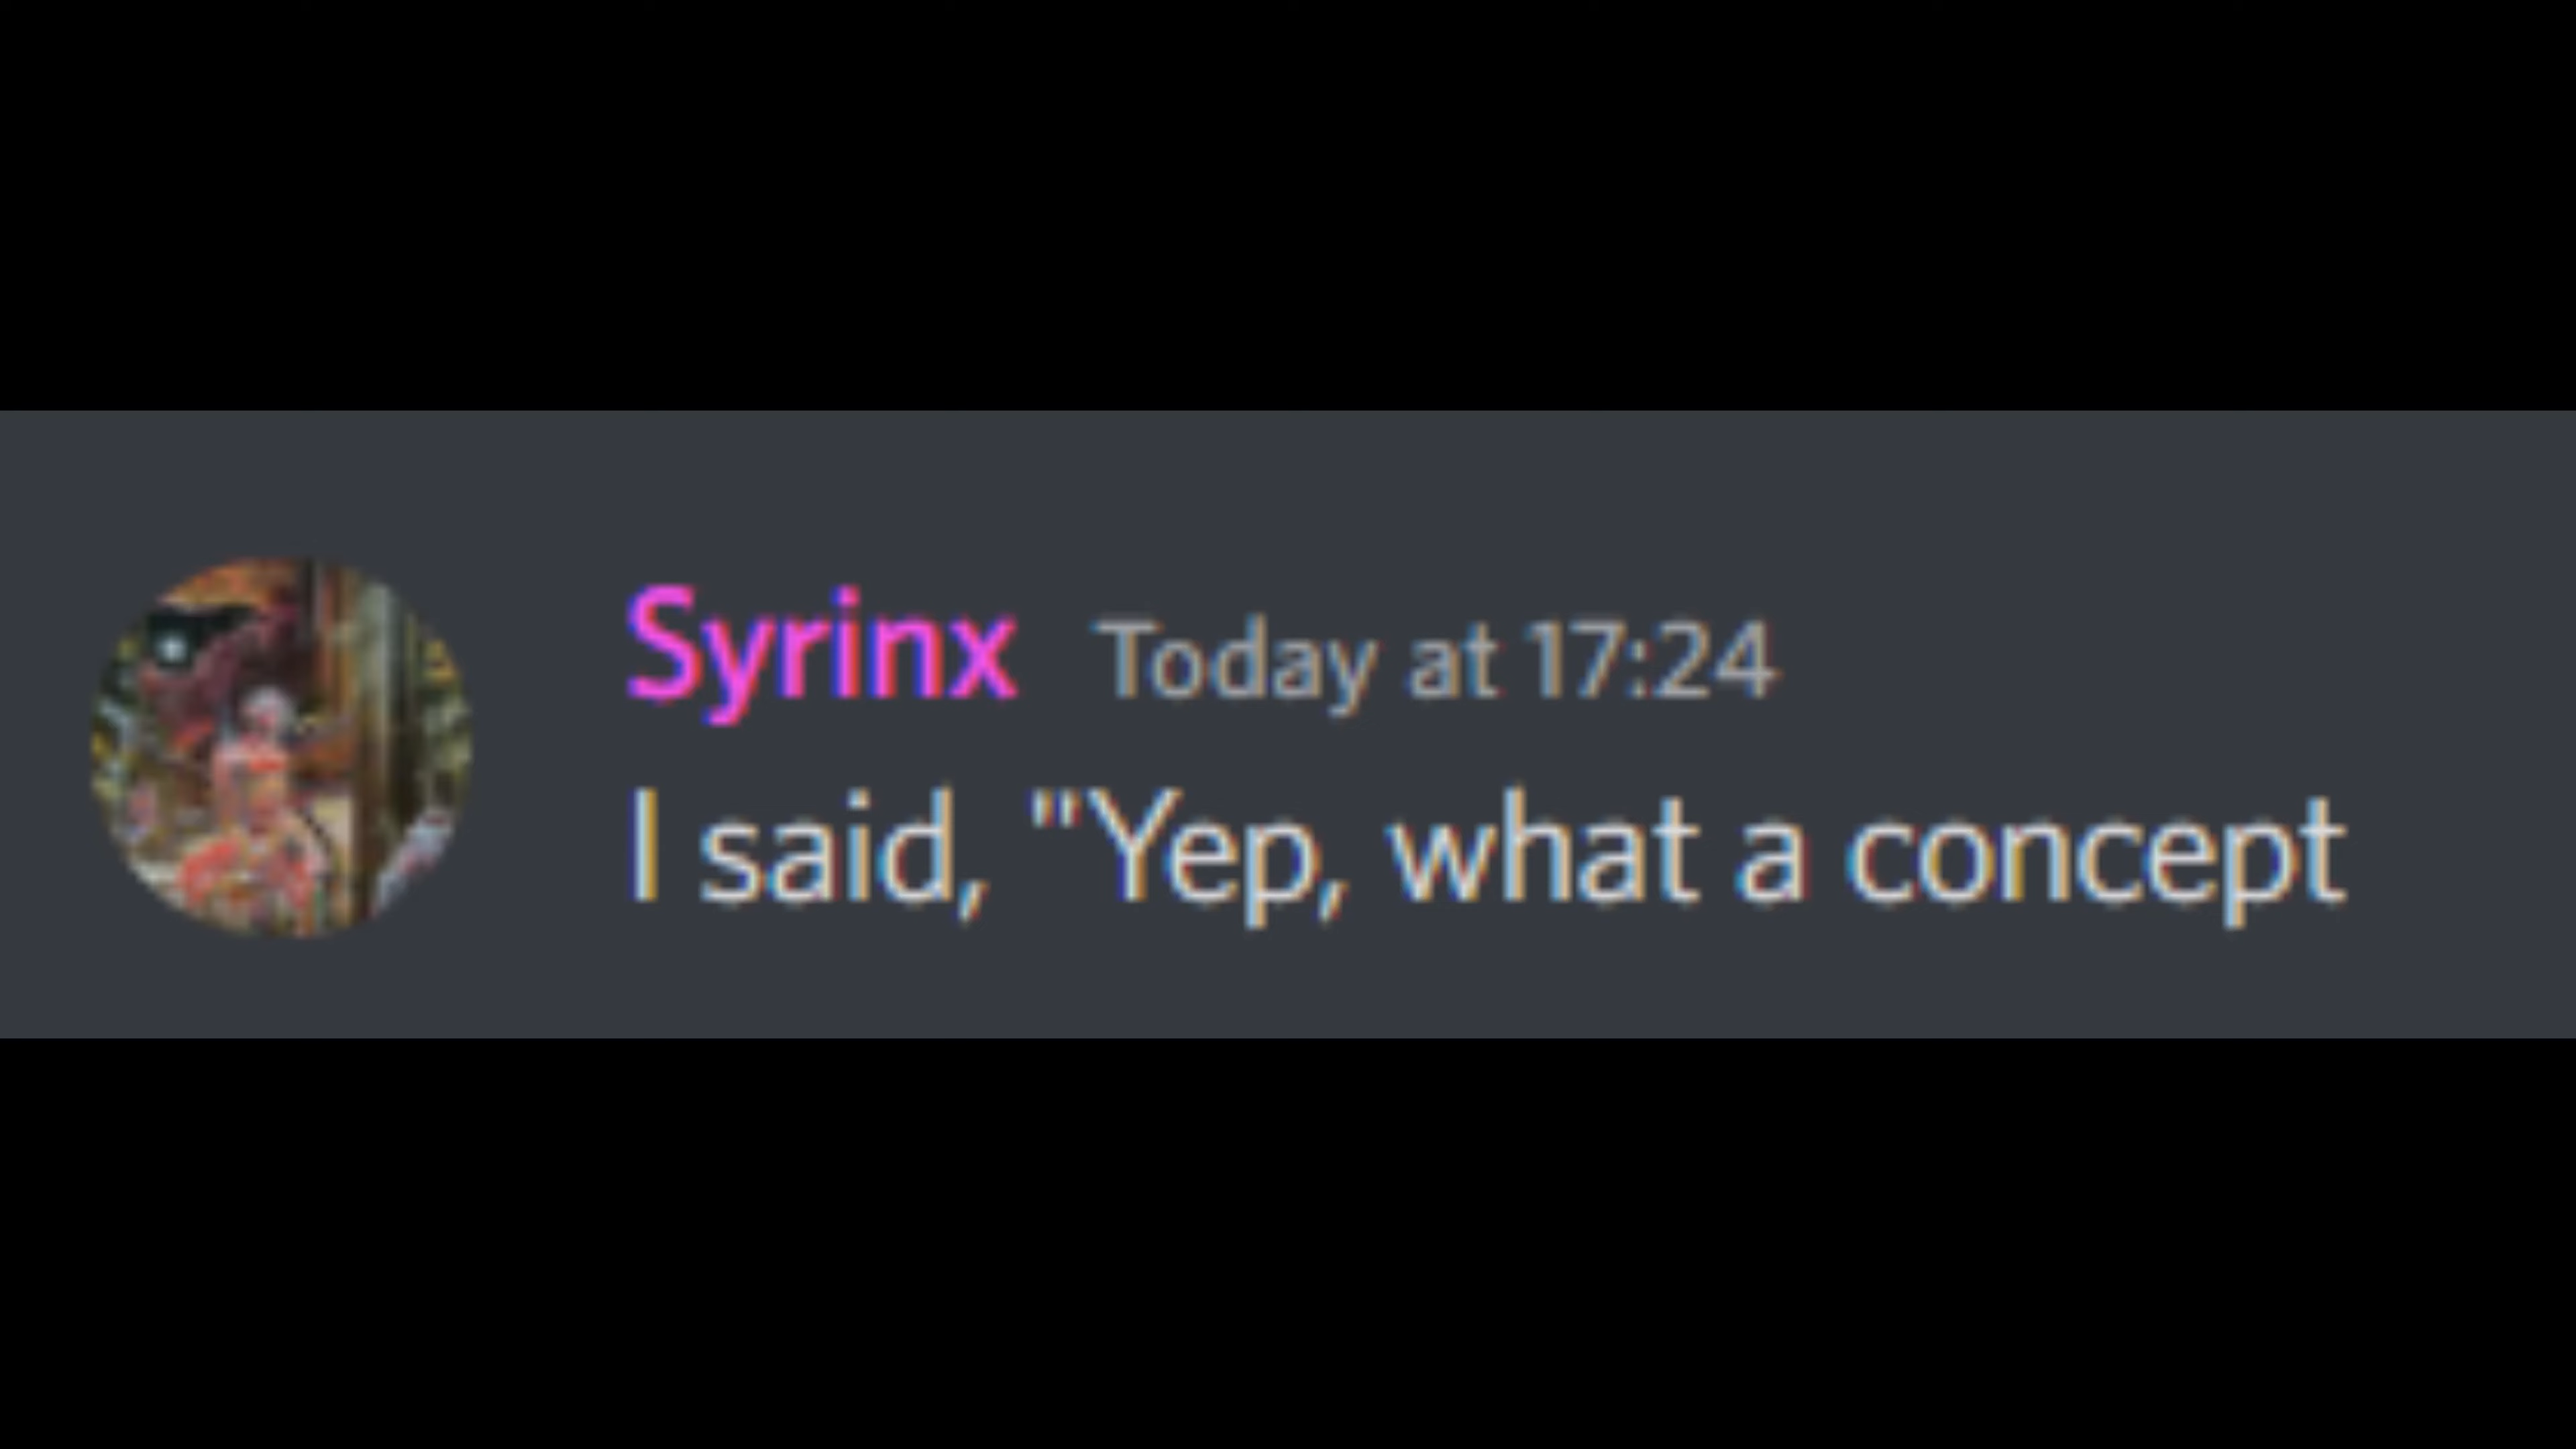 Syrinx Today at 17:24
I said, "Yep, what a concept